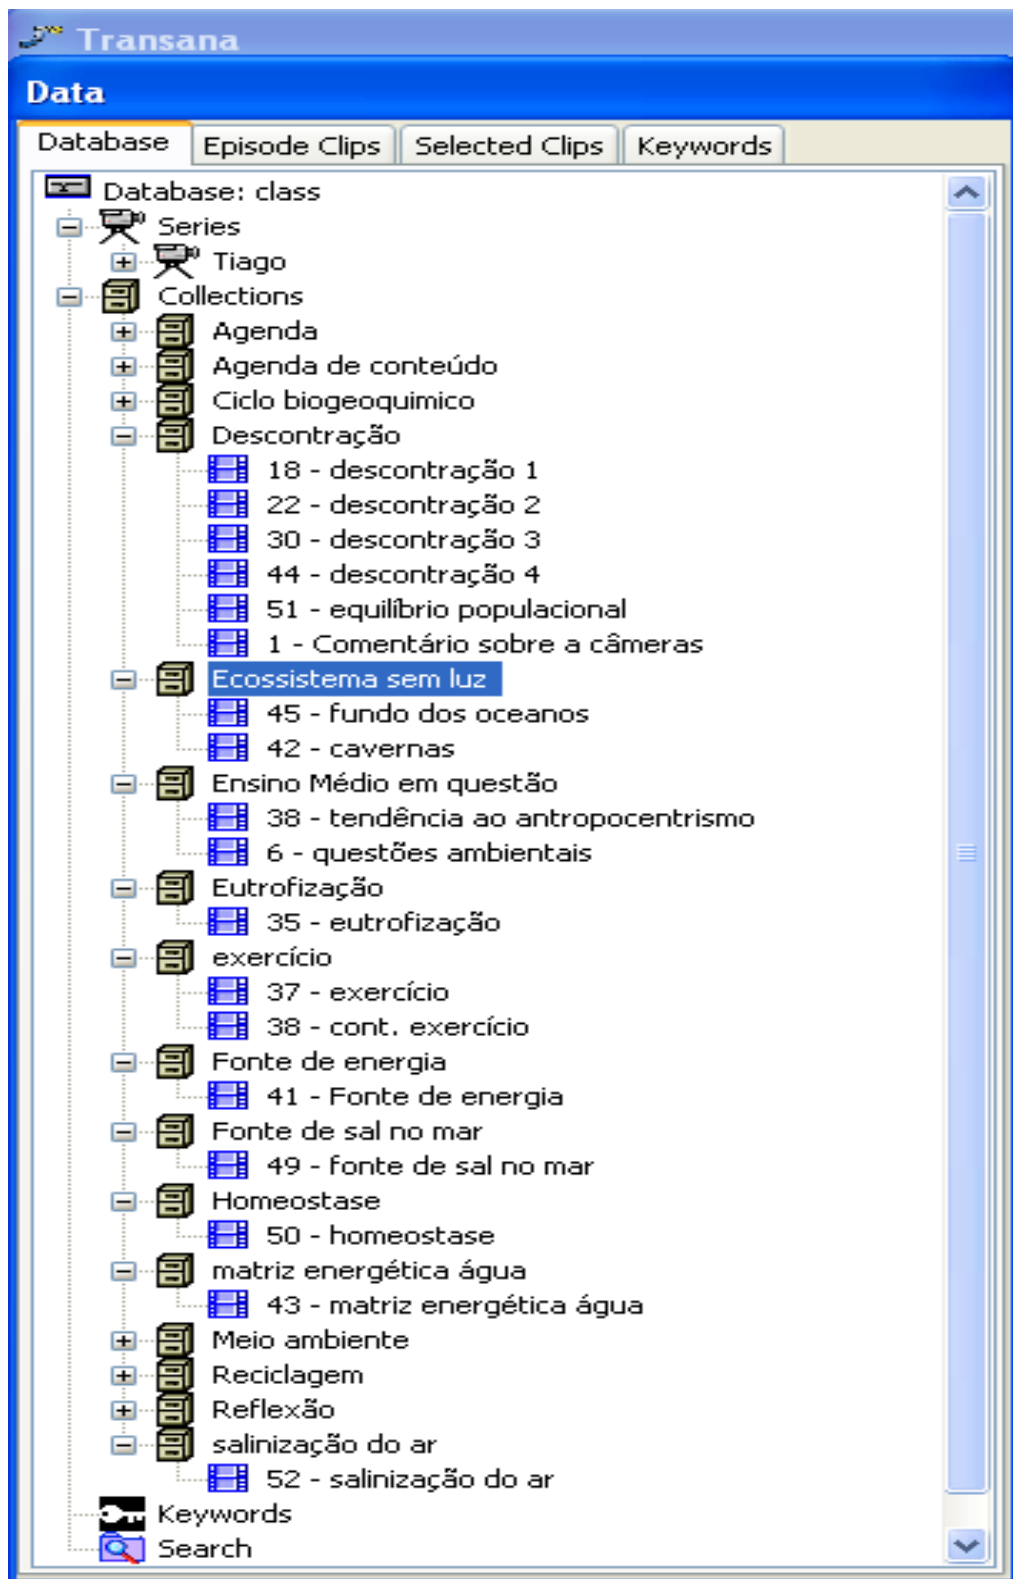 Transana
Data
Database Episode Clips Selected Clips Keywords
Database: class
Series
Tiago
Collections
Agenda
Agenda de conteúdo
Ciclo biogeoquimico
Descontração
18 - descontração 1
22 - descontração 2
30 - descontração 3
44 - descontração 4
51 - equilíbrio populacional
1 - Comentário sobre a câmeras
Ecossistema sem luz
45 - fundo dos oceanos
42 - cavernas
Ensino Médio em questão
38 - tendência ao antropocentrismo
6 - questões ambientais
Eutrofização
35 - eutrofização
exercício
37 - exercício
38 - cont. exercício
Fonte de energia
41 - Fonte de energia
Fonte de sal no mar
49 - fonte de sal no mar
Homeostase
50 - homeostase
matriz energética água
43 - matriz energética água
Meio ambiente
Reciclagem
Reflexão
salinização do ar
52 - salinização do ar
Keywords
Search